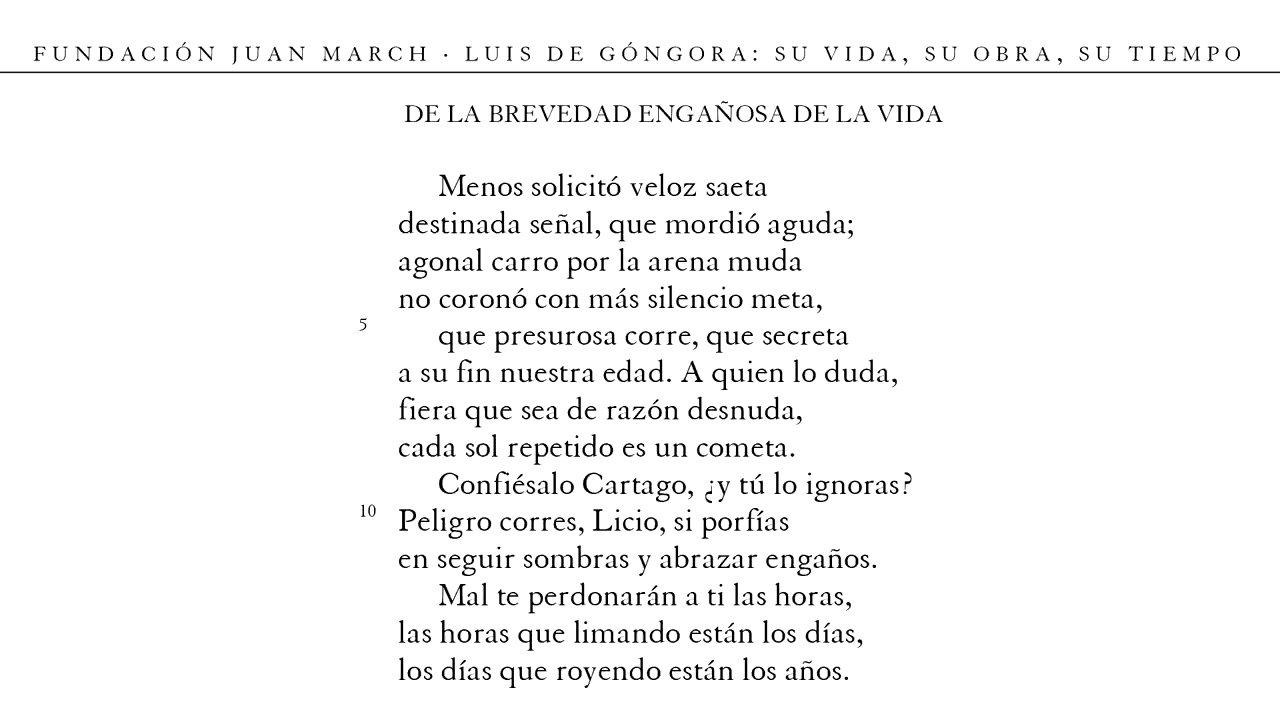 FUNDACIÓN JUAN MARCH · LUIS DE GÓNGORA: SU VIDA, SU OBRA, SU TIEMPO
DE LA BREVEDAD ENGAÑOSA DE LA VIDA
Menos solicitó veloz saeta
destinada señal, que mordió aguda;
agonal carro por la arena muda
no coronó con más silencio meta,
5 que presurosa corre, que secreta
a su fin nuestra edad. A quien lo duda,
fiera que sea de razón desnuda,
cada sol repetido es un cometa.
Confiésalo Cartago, ¿y tú lo ignoras?
10 Peligro corres, Licio, si porfías
en seguir sombras y abrazar engaños.
Mal te perdonarán a ti las horas,
las horas que limando están los días,
los días que royendo están los años.